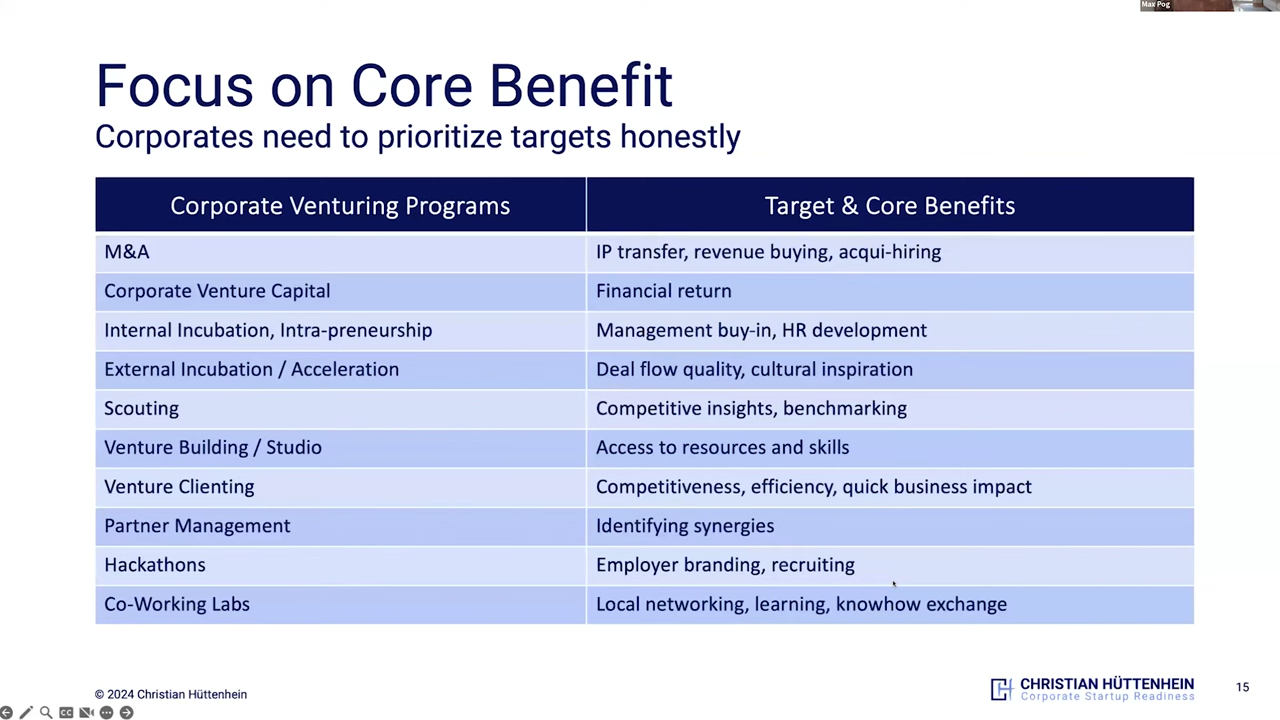 Max Pog
Focus on Core Benefit
Corporates need to prioritize targets honestly
Corporate Venturing Programs
Target & Core Benefits
M&A
IP transfer, revenue buying, acqui-hiring
Corporate Venture Capital
Financial return
Internal Incubation, Intra-preneurship
Management buy-in, HR development
External Incubation / Acceleration
Deal flow quality, cultural inspiration
Scouting
Competitive insights, benchmarking
Venture Building / Studio
Access to resources and skills
Venture Clienting
Competitiveness, efficiency, quick business impact
Partner Management
Identifying synergies
Hackathons
Employer branding, recruiting
Co-Working Labs
Local networking, learning, knowhow exchange
© 2024 Christian Hüttenhein
CHRISTIAN HÜTTENHEIN
Corporate Startup Readiness
15
CC